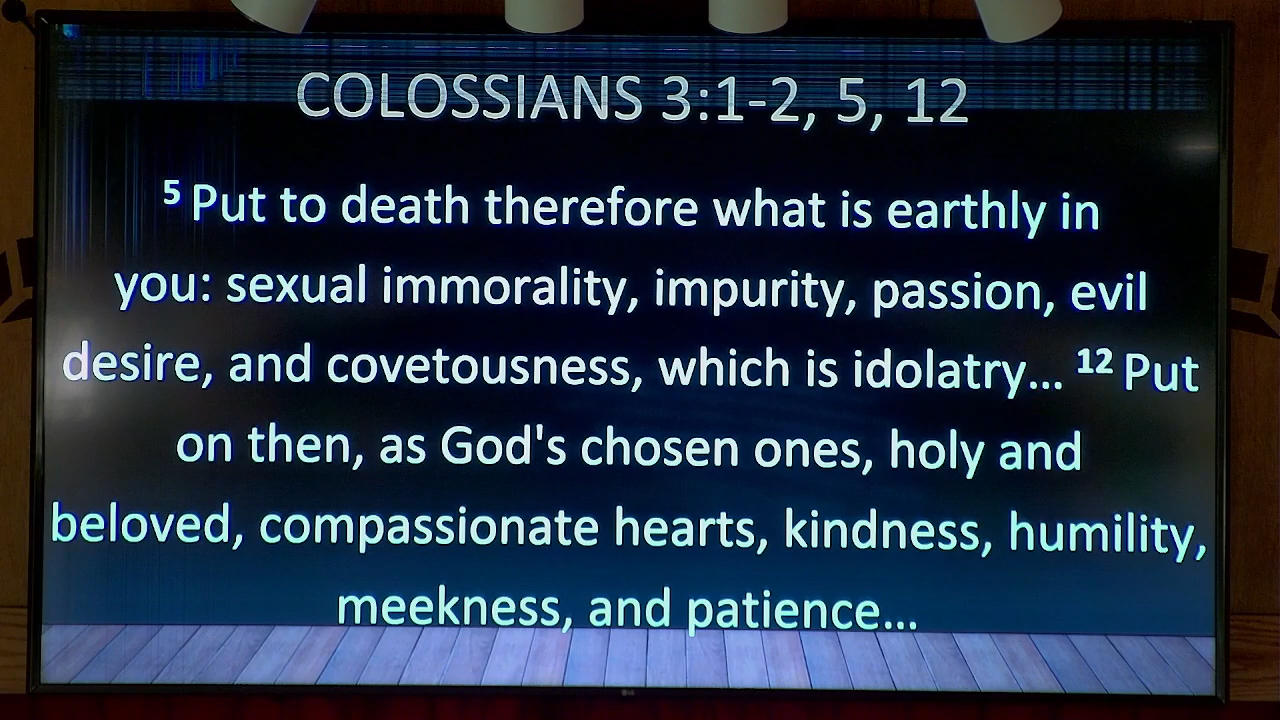 COLOSSIANS 3:1-2, 5, 12
5 Put to death therefore what is earthly in
you: sexual immorality, impurity, passion, evil
desire, and covetousness, which is idolatry... 12 Put
on then, as God's chosen ones, holy and
beloved, compassionate hearts, kindness, humility,
meekness, and patience...
LG